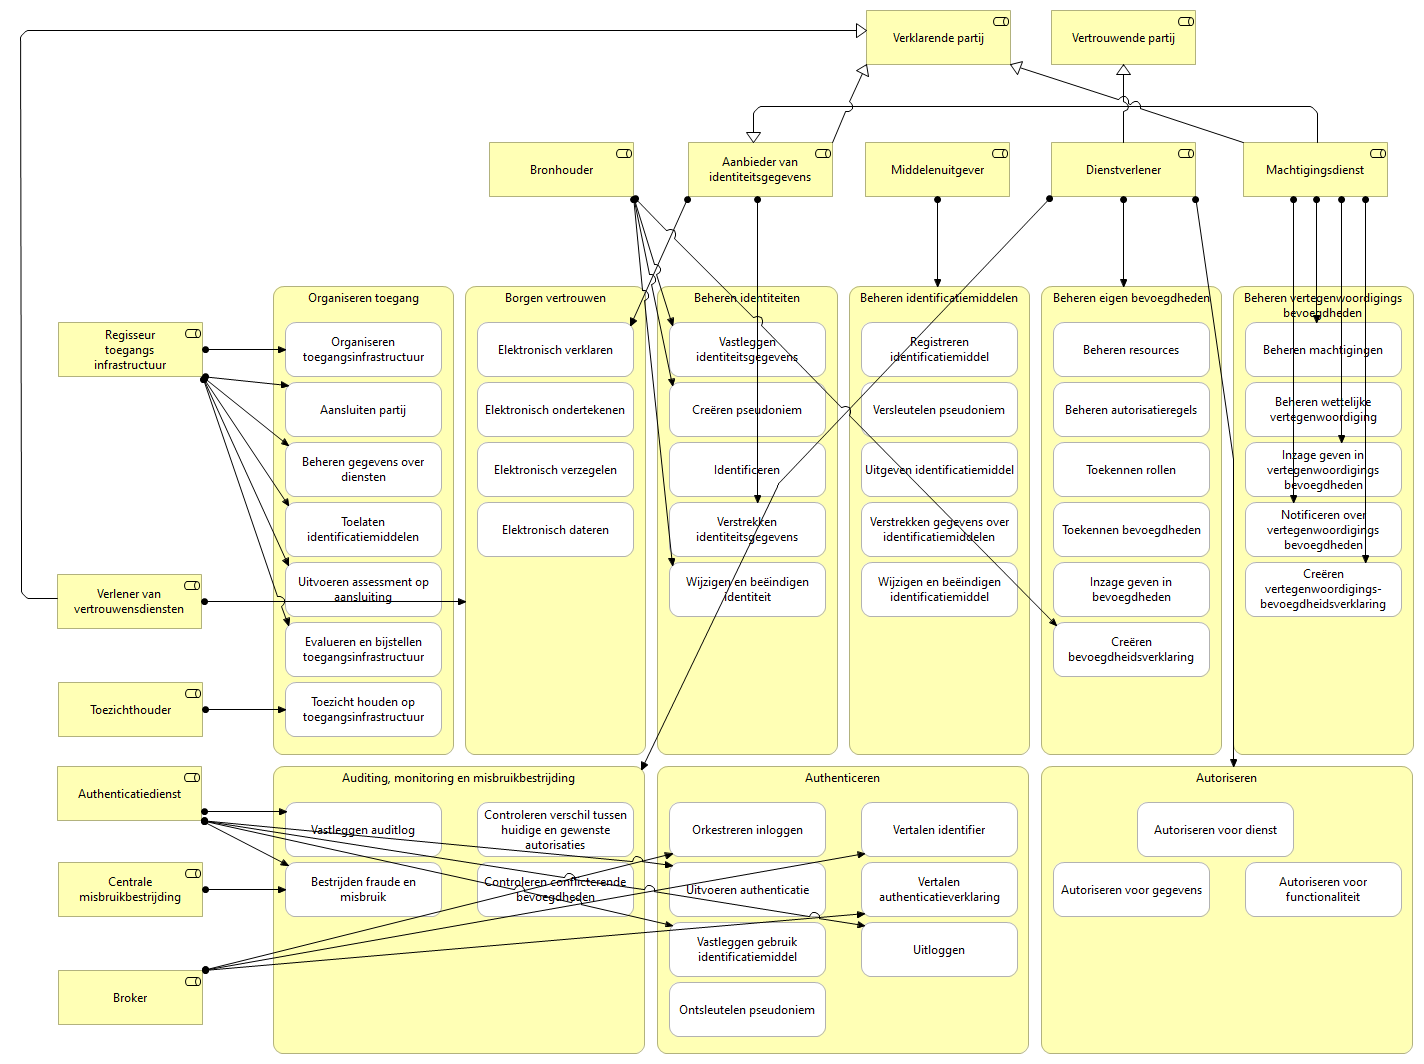 Verklarende partij
Vertrouwende partij
Bronhouder
Aanbieder van
identiteitsgegevens
Middelenuitgever
Dienstverlener
Machtigingsdienst
Regisseur
toegangs
infrastructuur
Verlener van
vertrouwensdiensten
Toezichthouder
Authenticatiedienst
Centrale
misbruikbestrijding
Broker
Organiseren toegang
Organiseren
toegangsinfrastructuur
Aansluiten partij
Beheren gegevens over
diensten
Toelaten
identificatiemiddelen
Uitvoeren assessment op
aansluiting
Evalueren en bijstellen
toegangsinfrastructuur
Toezicht houden op
toegangsinfrastructuur
Borgen vertrouwen
Elektronisch verklaren
Elektronisch ondertekenen
Elektronisch verzegelen
Elektronisch dateren
Beheren identiteiten
Vastleggen
identiteitsgegevens
Creëren pseudoniem
Identificeren
Verstrekken
identiteitsgegevens
Wijzigen en beëindigen
identiteit
Beheren identificatiemiddelen
Registreren
identificatiemiddel
Versleutelen pseudoniem
Uitgeven identificatiemiddel
Verstrekken gegevens over
identificatiemiddelen
Wijzigen en beëindigen
identificatiemiddel
Beheren eigen bevoegdheden
Beheren resources
Beheren autorisatieregels
Toekennen rollen
Toekennen bevoegdheden
Inzage geven in
bevoegdheden
Creëren
bevoegdheidsverklaring
Beheren vertegenwoordigings
bevoegdheden
Beheren machtigingen
Beheren wettelijke
vertegenwoordiging
Inzage geven in
vertegenwoordigings
bevoegdheden
Notificeren over
vertegenwoordigings
bevoegdheden
Creëren
vertegenwoordigings-
bevoegdheidsverklaring
Auditing, monitoring en misbruikbestrijding
Vastleggen auditlog
Controleren verschil tussen
huidige en gewenste
autorisaties
Bestrijden fraude en
misbruik
Controleren conflicterende
bevoegdheden
Authenticeren
Orkestreren inloggen
Vertalen identifier
Uitvoeren authenticatie
Vertalen
authenticatieverklaring
Vastleggen gebruik
identificatiemiddel
Uitloggen
Ontsleutelen pseudoniem
Autoriseren
Autoriseren voor dienst
Autoriseren voor gegevens
Autoriseren voor
functionaliteit